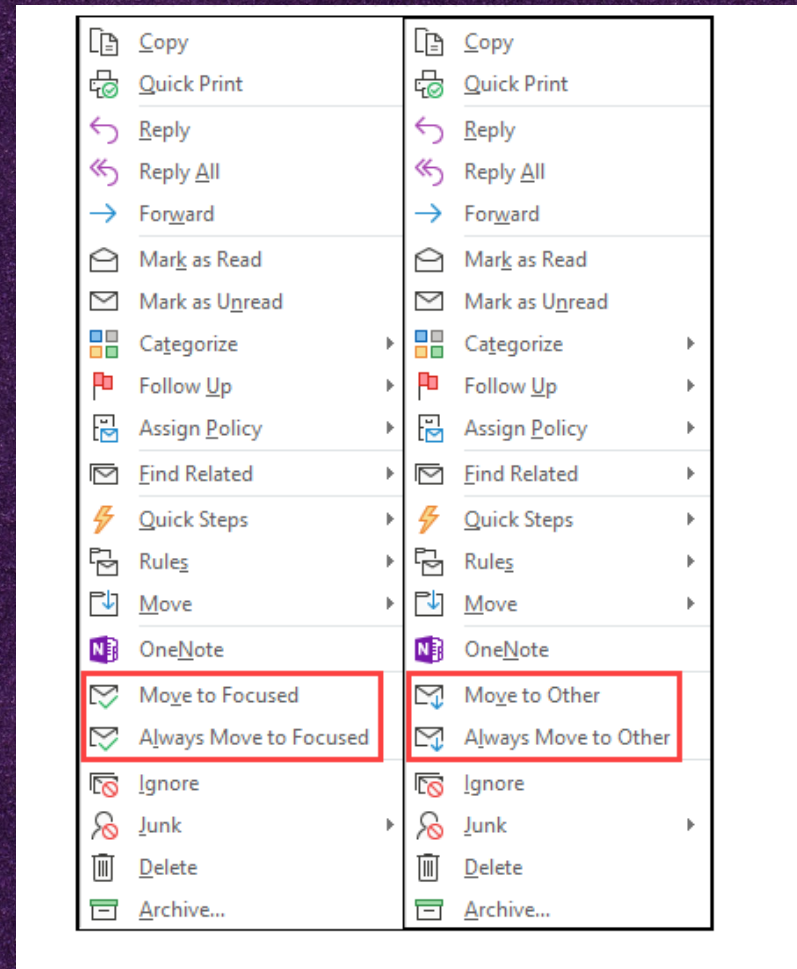 Copy
Quick Print
Reply
Reply All
Forward
Mark as Read
Mark as Unread
Categorize
Follow Up
Assign Policy
Find Related
Quick Steps
Rules
Move
OneNote
Move to Focused
Always Move to Focused
Ignore
Junk
Delete
Archive...
Copy
Quick Print
Reply
Reply All
Forward
Mark as Read
Mark as Unread
Categorize
Follow Up
Assign Policy
Find Related
Quick Steps
Rules
Move
OneNote
Move to Other
Always Move to Other
Ignore
Junk
Delete
Archive...